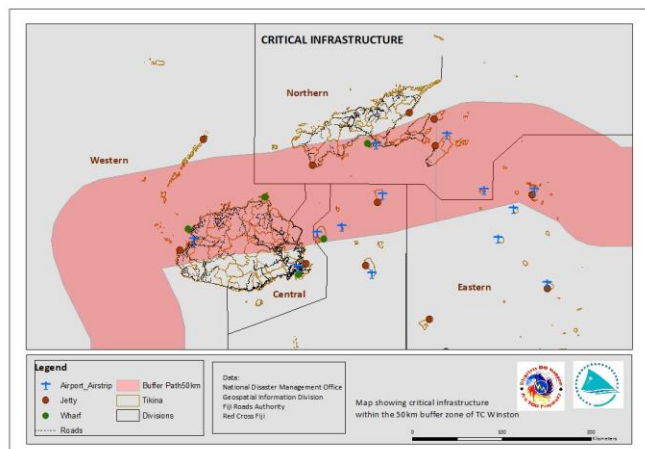 CRITICAL INFRASTRUCTURE
Northern
Western
Central
Eastern
Legend
Airport_Airstrip
Jetty
Wharf
Roads
Buffer Path50km
Tikina
Divisions
Data:
National Disaster Management Office
Geospatial Information Division
Fiji Roads Authority
Red Cross Fiji
Map showing critical infrastructure
within the 50km buffer zone of TC Winston
0
100
200
Kilometers